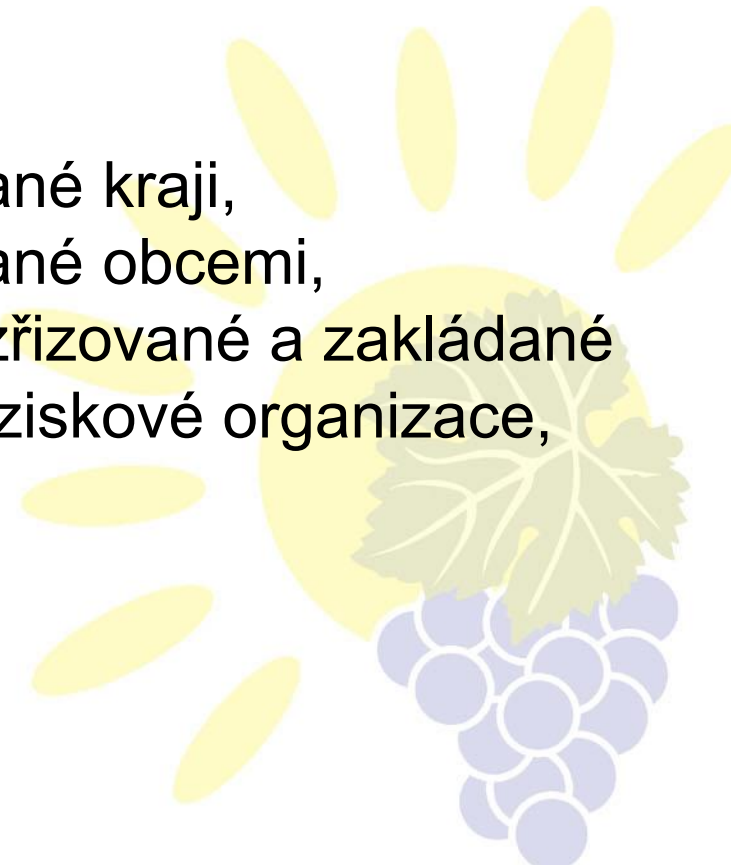 ané kraji,
ané obcemi,
zřizované a zakládané
ziskové organizace,